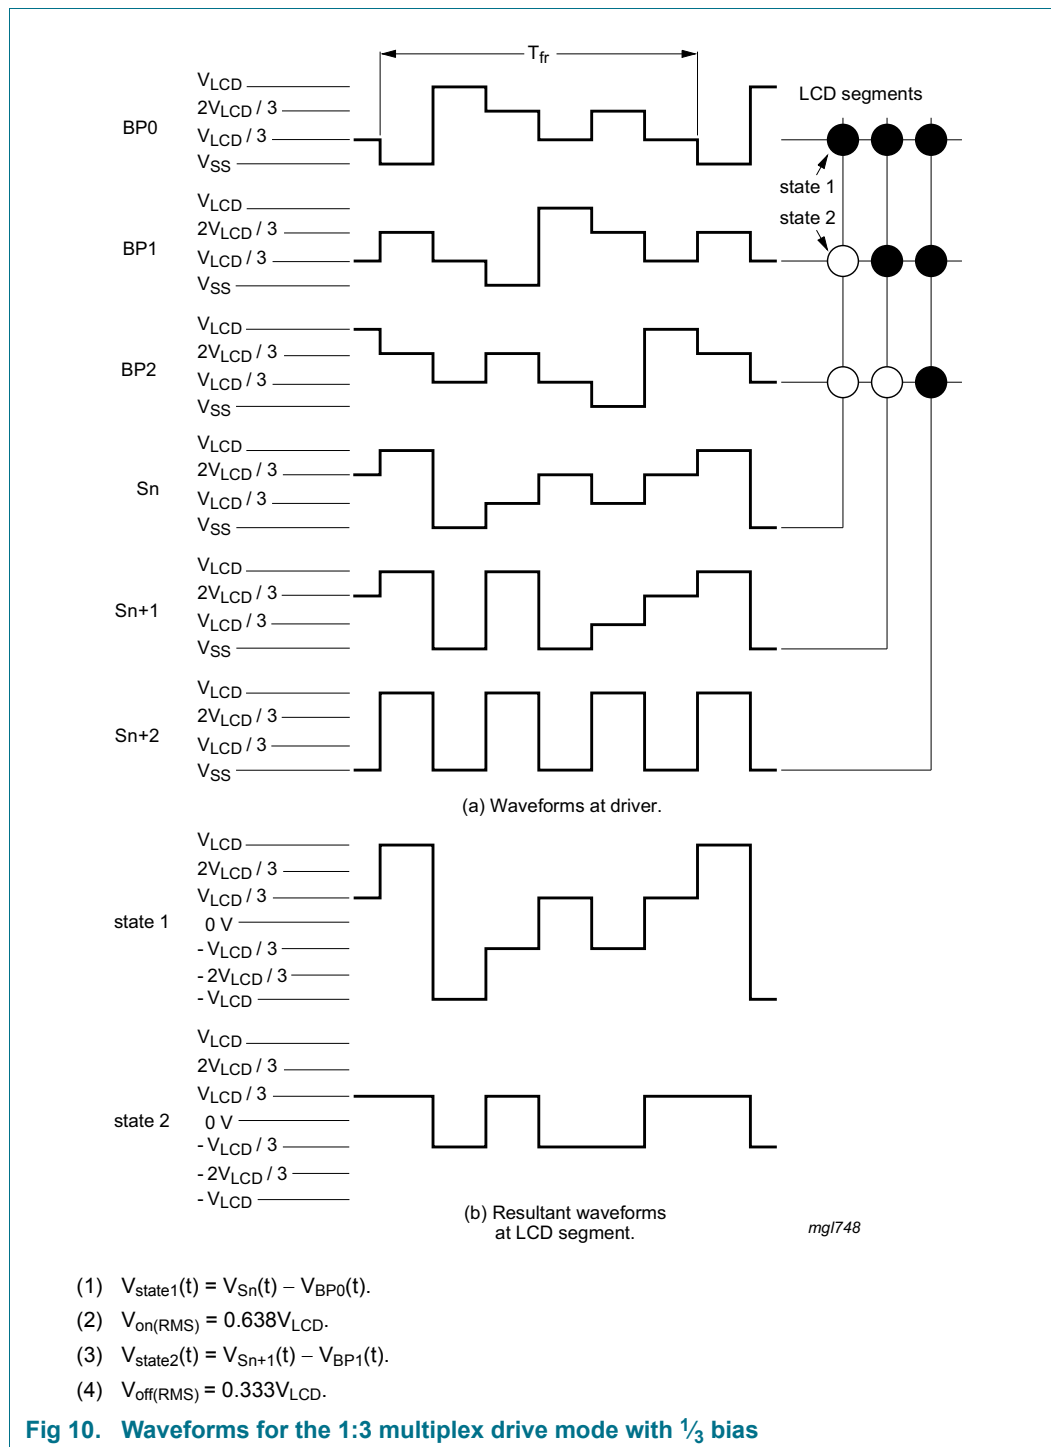 Tfr
VLCD
2VLCD / 3
BP0
VLCD / 3
VSS
LCD segments
state 1
VLCD
2VLCD / 3
BP1
VLCD / 3
VSS
state 2
VLCD
2VLCD / 3
BP2
VLCD / 3
VSS
VLCD
2VLCD / 3
Sn
VLCD / 3
VSS
VLCD
2VLCD / 3
Sn+1
VLCD / 3
VSS
VLCD
2VLCD / 3
Sn+2
VLCD / 3
VSS
(a) Waveforms at driver.
VLCD
2VLCD / 3
VLCD / 3
state 1
0 V
- VLCD / 3
- 2VLCD / 3
- VLCD
VLCD
2VLCD / 3
VLCD / 3
state 2
0 V
- VLCD / 3
- 2VLCD / 3
- VLCD
(b) Resultant waveforms
at LCD segment.
mgl748
(1) Vstate1(t) = VSn(t) − VBP0(t).
(2) Von(RMS) = 0.638VLCD.
(3) Vstate2(t) = VSn+1(t) − VBP1(t).
(4) Voff(RMS) = 0.333VLCD.
Fig 10. Waveforms for the 1:3 multiplex drive mode with 1⁄3 bias